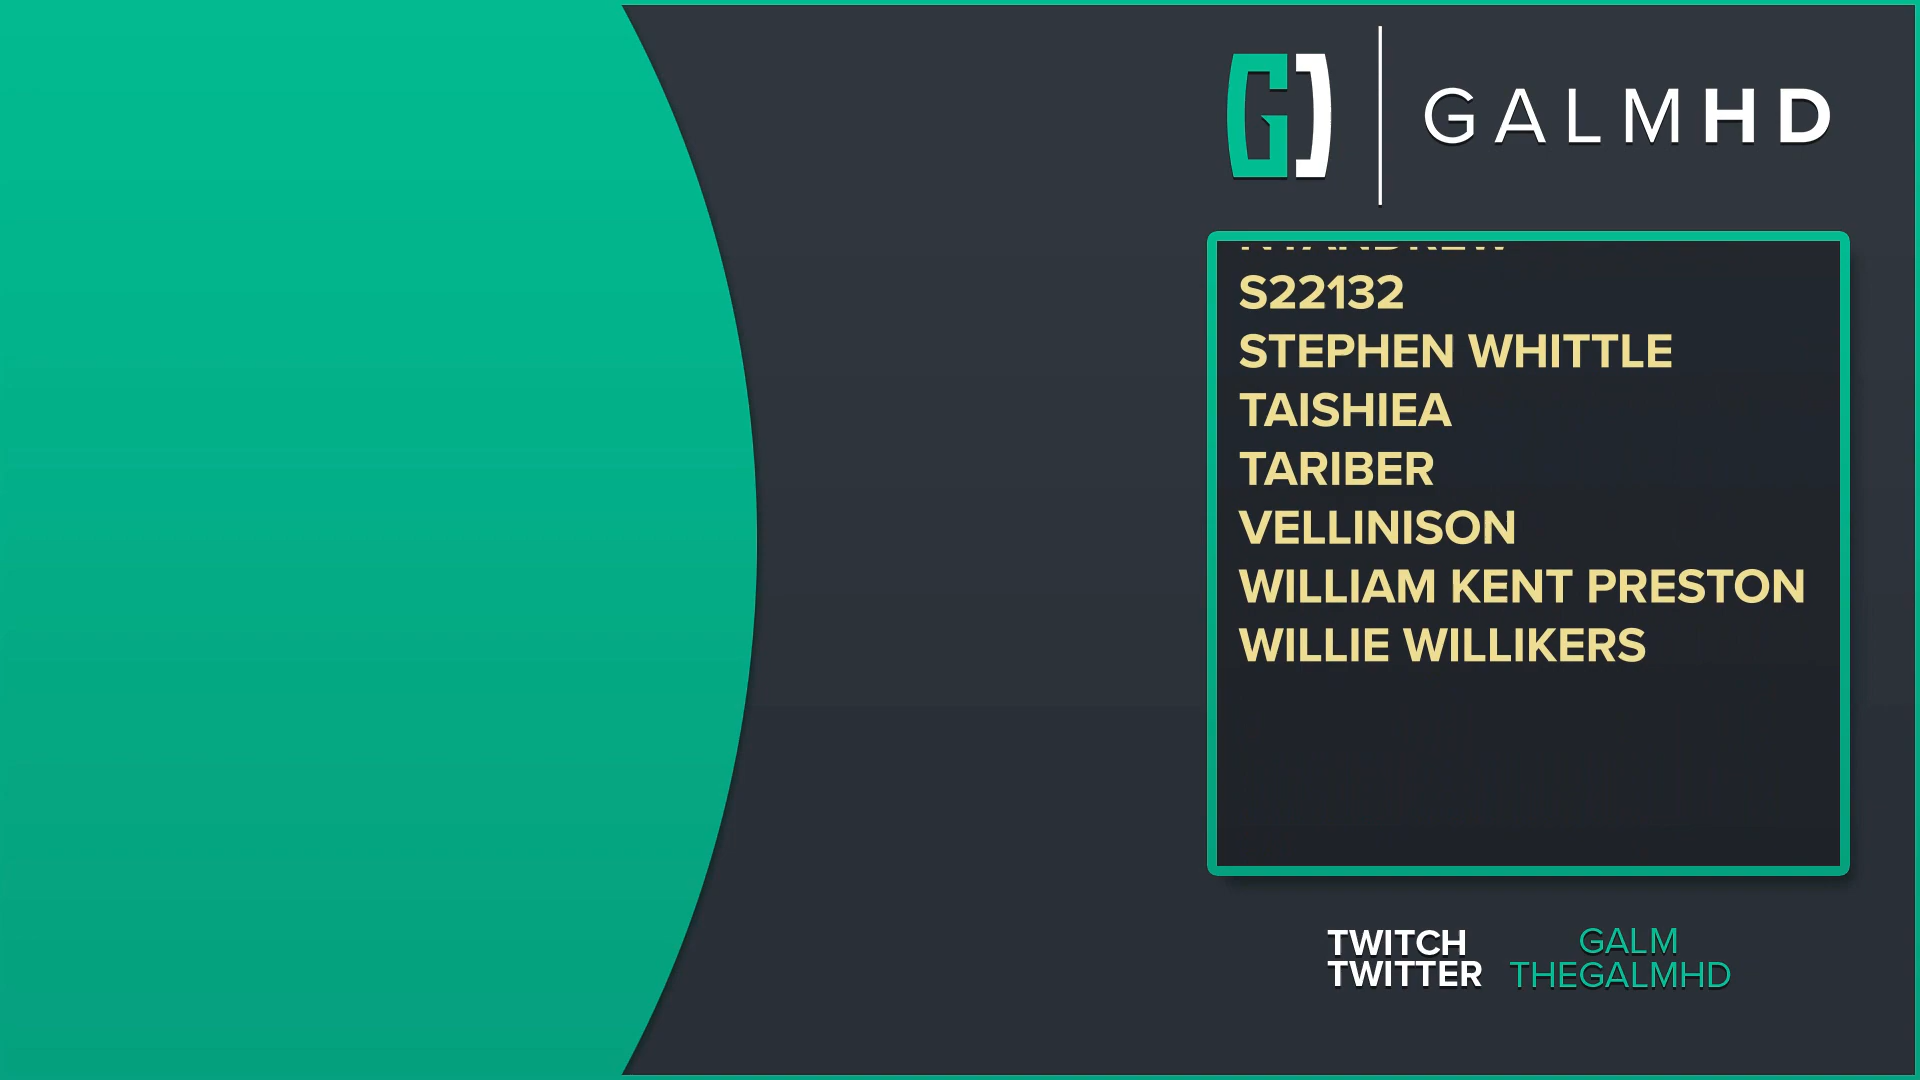 GALMHD
S22132
STEPHEN WHITTLE
TAISHIEA
TARIBER
VELLINISON
WILLIAM KENT PRESTON
WILLIE WILLIKERS
TWITCH GALM
TWITTER THEGALMHD